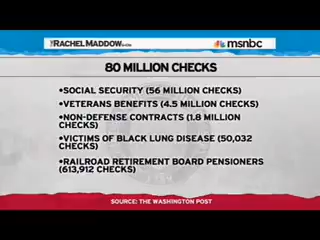 THE RACHEL MADDOW SHOW
msnbc
80 MILLION CHECKS
•SOCIAL SECURITY (56 MILLION CHECKS)
•VETERANS BENEFITS (4.5 MILLION CHECKS)
•NON-DEFENSE CONTRACTS (1.8 MILLION
CHECKS)
•VICTIMS OF BLACK LUNG DISEASE (50,032
CHECKS)
•RAILROAD RETIREMENT BOARD PENSIONERS
(613,912 CHECKS)
SOURCE: THE WASHINGTON POST